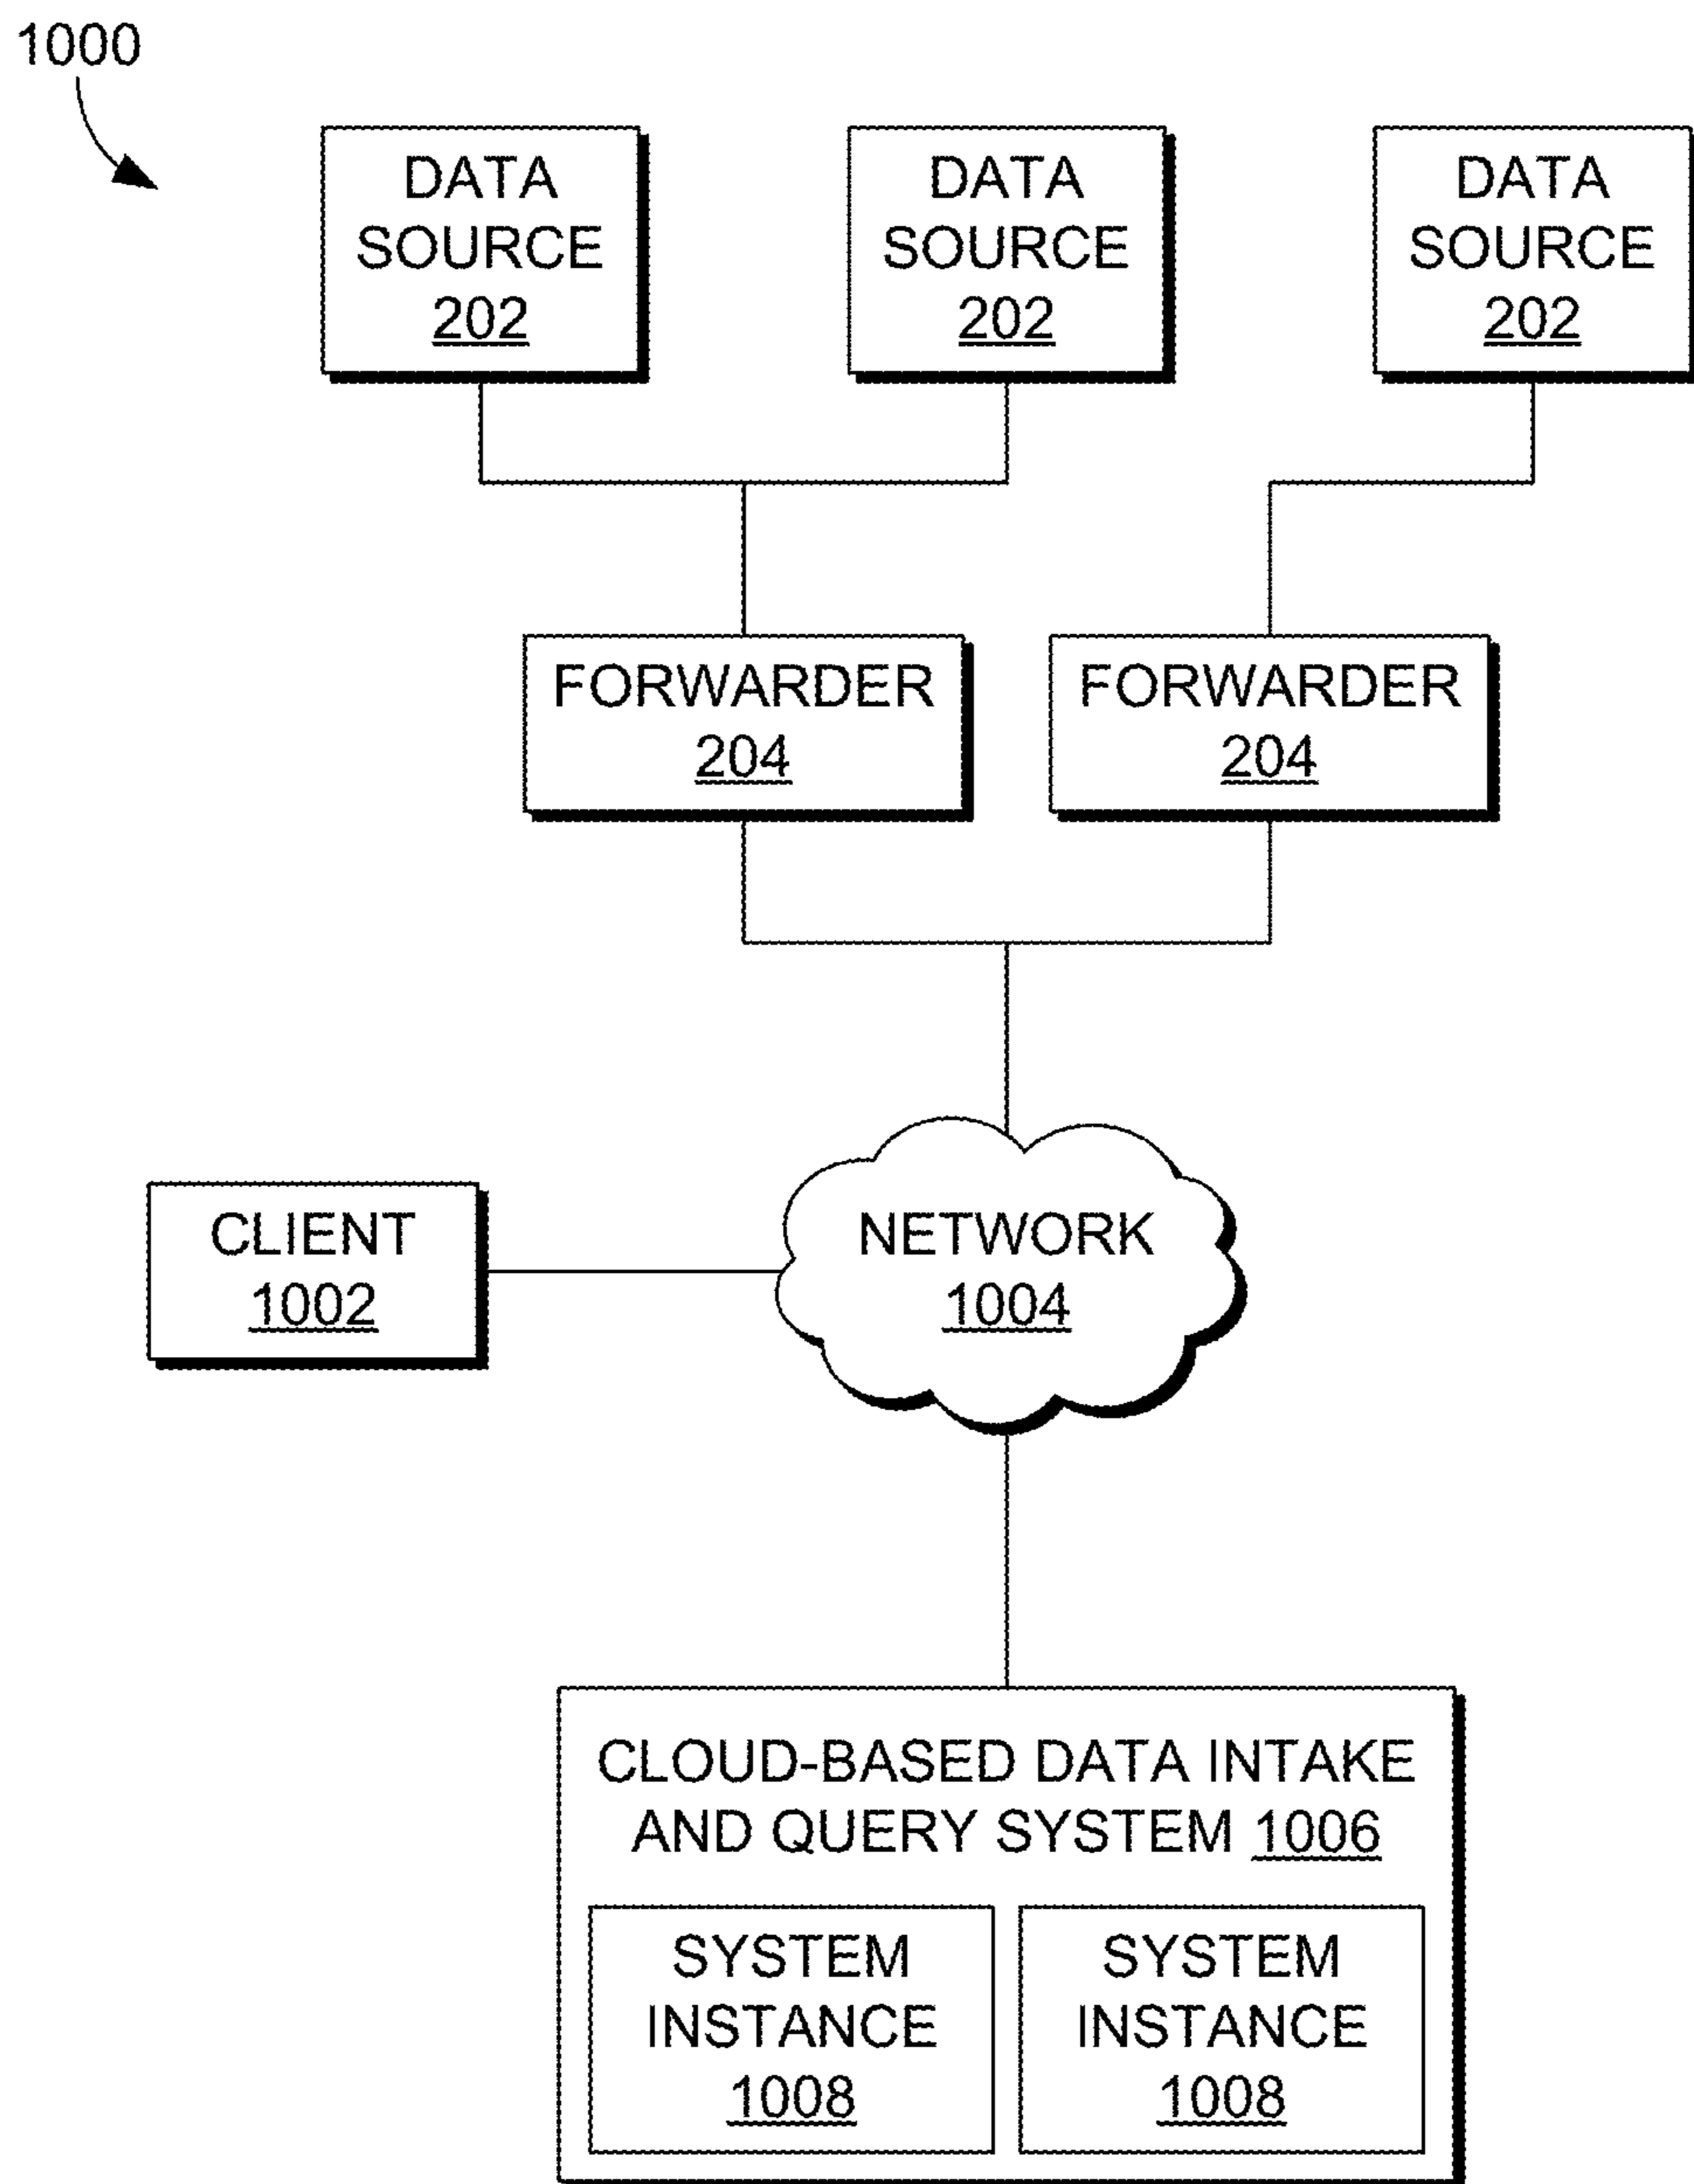 1000
DATA
SOURCE
202
DATA
SOURCE
202
DATA
SOURCE
202
FORWARDER
204
FORWARDER
204
CLIENT
1002
NETWORK
1004
CLOUD-BASED DATA INTAKE
AND QUERY SYSTEM 1006
SYSTEM
INSTANCE
1008
SYSTEM
INSTANCE
1008